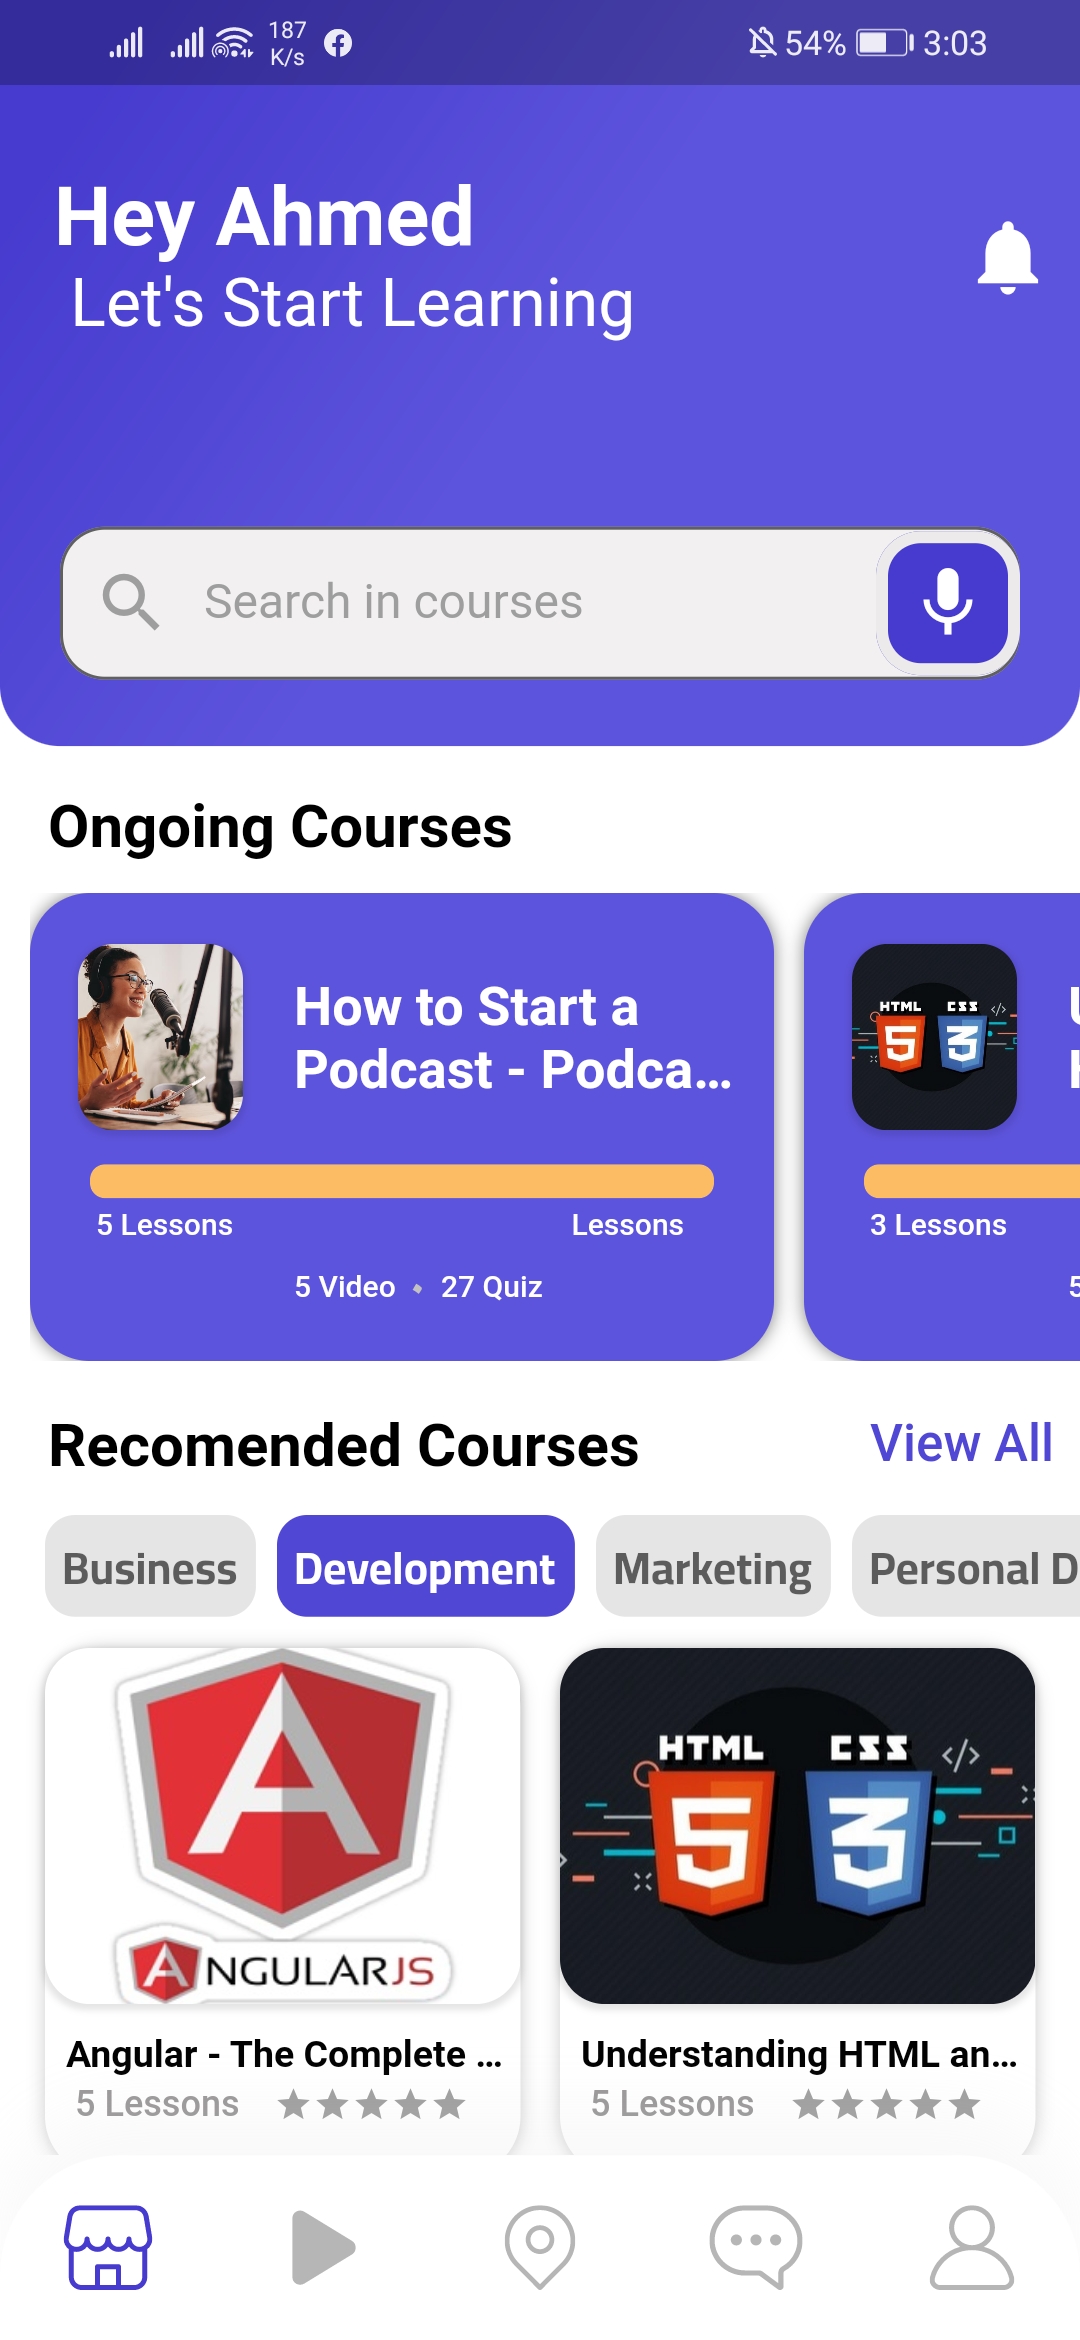 187
K/s
54%
3:03
Hey Ahmed
Let's Start Learning
Search in courses
Ongoing Courses
How to Start a
Podcast - Podca...
HTML CSS
5 3
5 Lessons
Lessons
3 Lessons
5 Video
27 Quiz
Recomended Courses
View All
Business
Development
Marketing
Personal D
A
ANGULARJS
HTML CSS
</>
5 3
Angular - The Complete ...
Understanding HTML an...
5 Lessons
5 Lessons